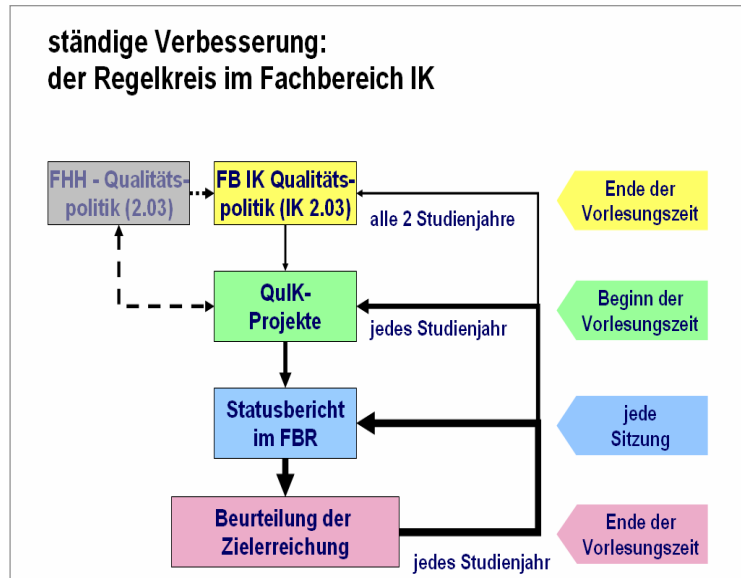 ständige Verbesserung:
der Regelkreis im Fachbereich IK
FHH - Qualitäts-
politik (2.03)
FB IK Qualitäts-
politik (IK 2.03)
alle 2 Studienjahre
Ende der
Vorlesungszeit
QuIK-
Projekte
jedes Studienjahr
Beginn der
Vorlesungszeit
Statusbericht
im FBR
jede
Sitzung
Beurteilung der
Zielerreichung
jedes Studienjahr
Ende der
Vorlesungszeit